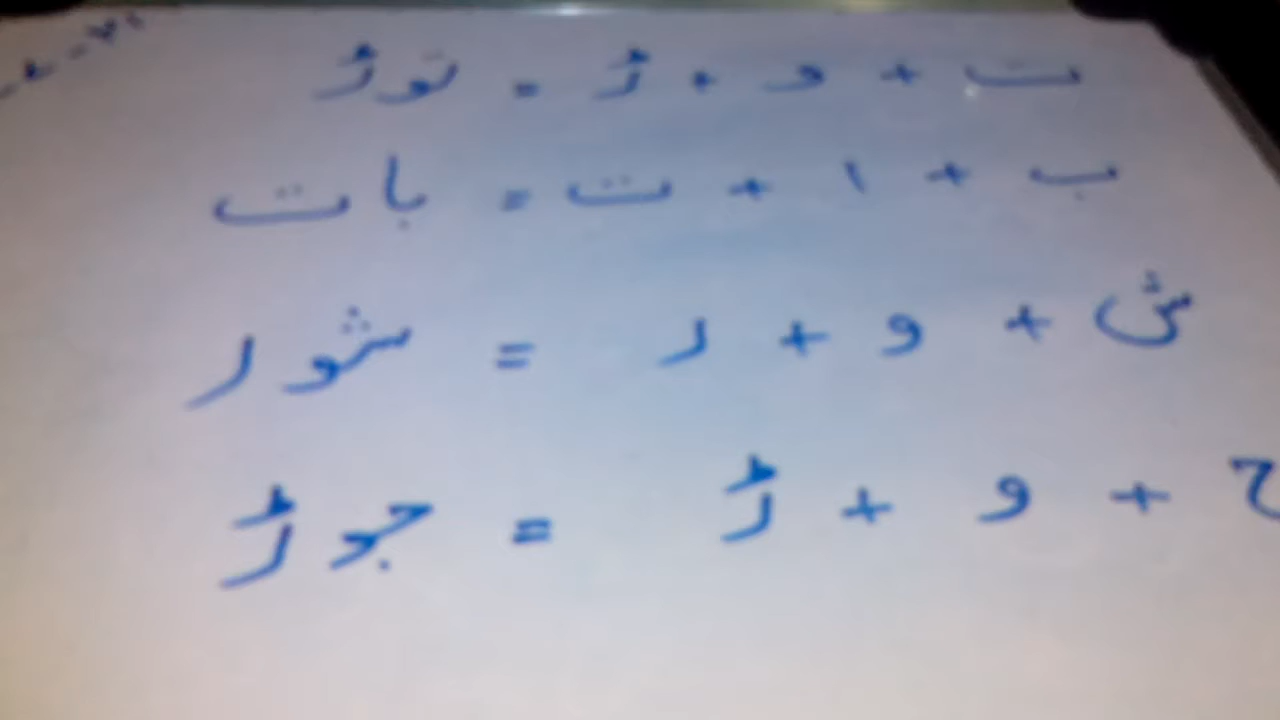 ت + و + ڑ = توڑ
ب + ا + ت = بات
ش + و + ر = شور
ج + و + ڑ = جوڑ